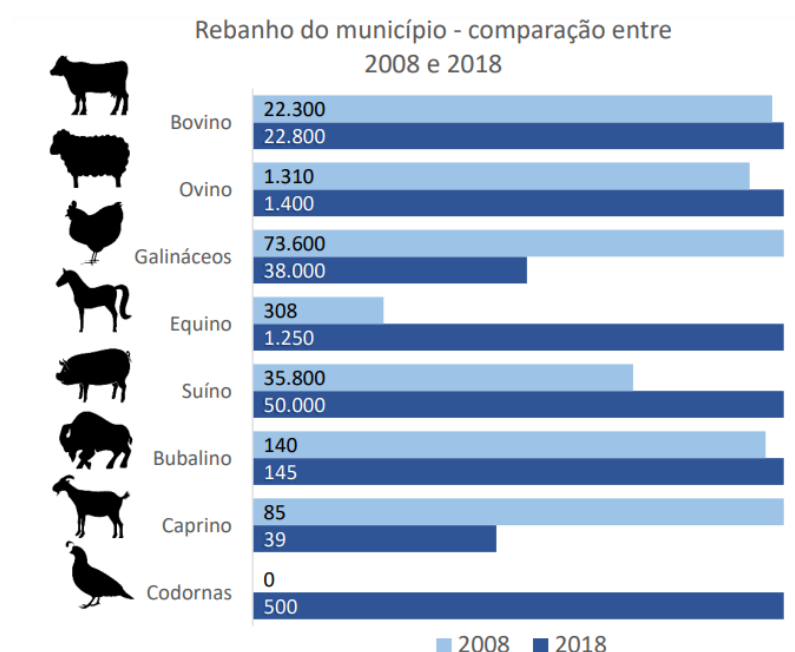 Rebanho do município - comparação entre
2008 e 2018
Bovino
22.300
22.800
Ovino
1.310
1.400
Galináceos
73.600
38.000
Equino
308
1.250
Suíno
35.800
50.000
Bubalino
140
145
Caprino
85
39
Codornas
0
500
2008 2018